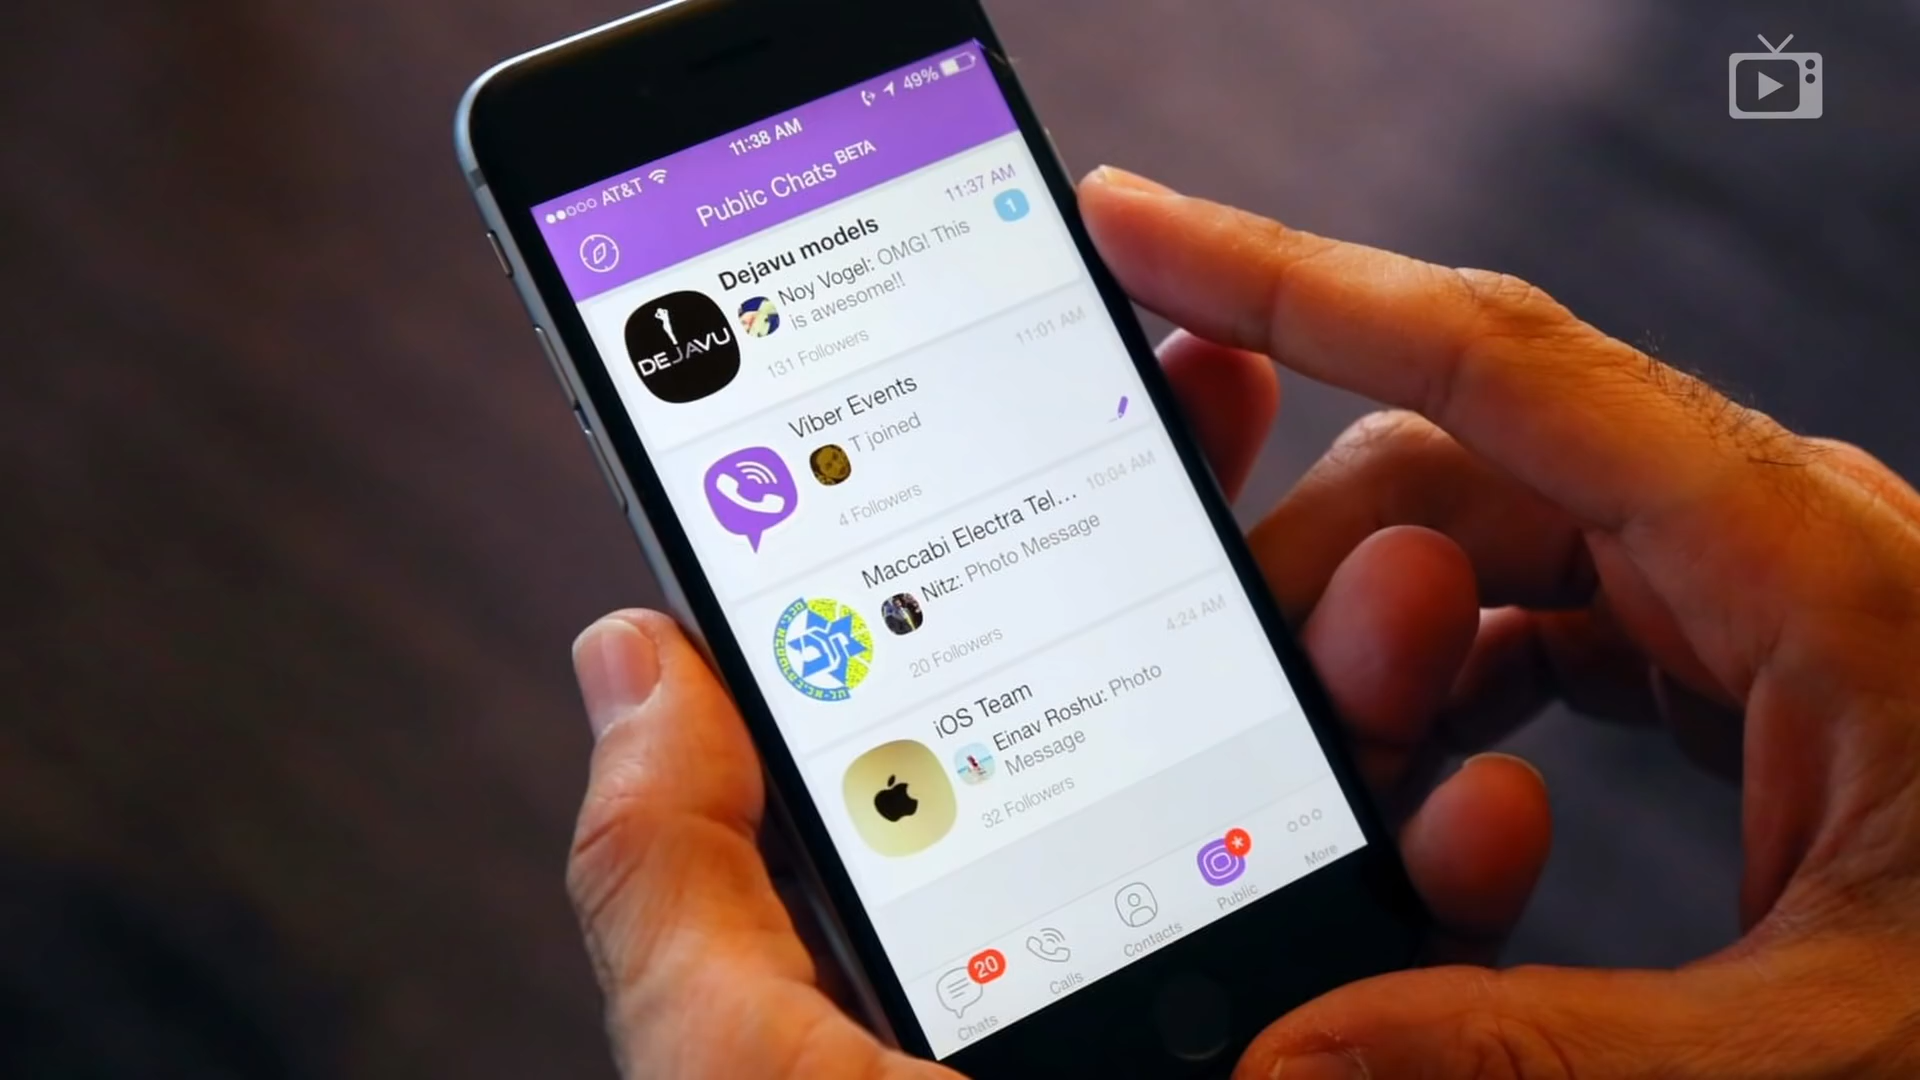 ●●○○○ AT&T 11:38 AM 49%
Public Chats BETA
Dejavu models 11:37 AM
DEJAVU
Noy Vogel: OMG! This
is awesome!!
1
131 Followers
Viber Events 11:01 AM
T joined
4 Followers
Maccabi Electra Tel... 10:04 AM
Nitz: Photo Message
20 Followers
iOS Team 4:24 AM
Einav Roshu: Photo
Message
32 Followers
20
Chats
Calls
Contacts
Public
More